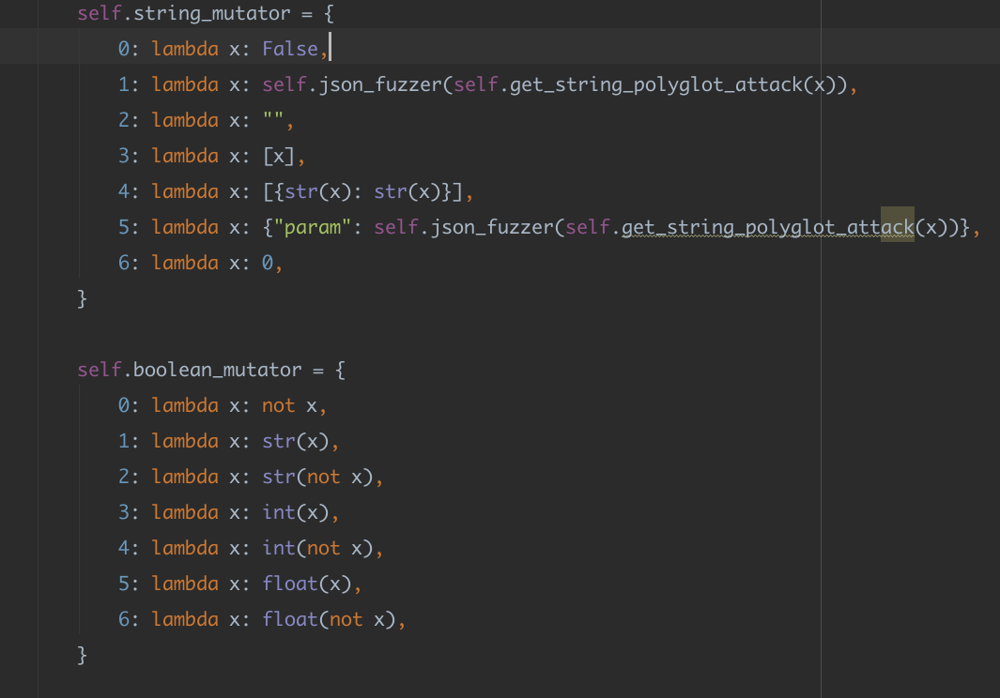 self.string_mutator = {
0: lambda x: False,
1: lambda x: self.json_fuzzer(self.get_string_polyglot_attack(x)),
2: lambda x: "",
3: lambda x: [x],
4: lambda x: [{str(x): str(x)}],
5: lambda x: {"param": self.json_fuzzer(self.get_string_polyglot_attack(x))},
6: lambda x: 0,
}
self.boolean_mutator = {
0: lambda x: not x,
1: lambda x: str(x),
2: lambda x: str(not x),
3: lambda x: int(x),
4: lambda x: int(not x),
5: lambda x: float(x),
6: lambda x: float(not x),
}